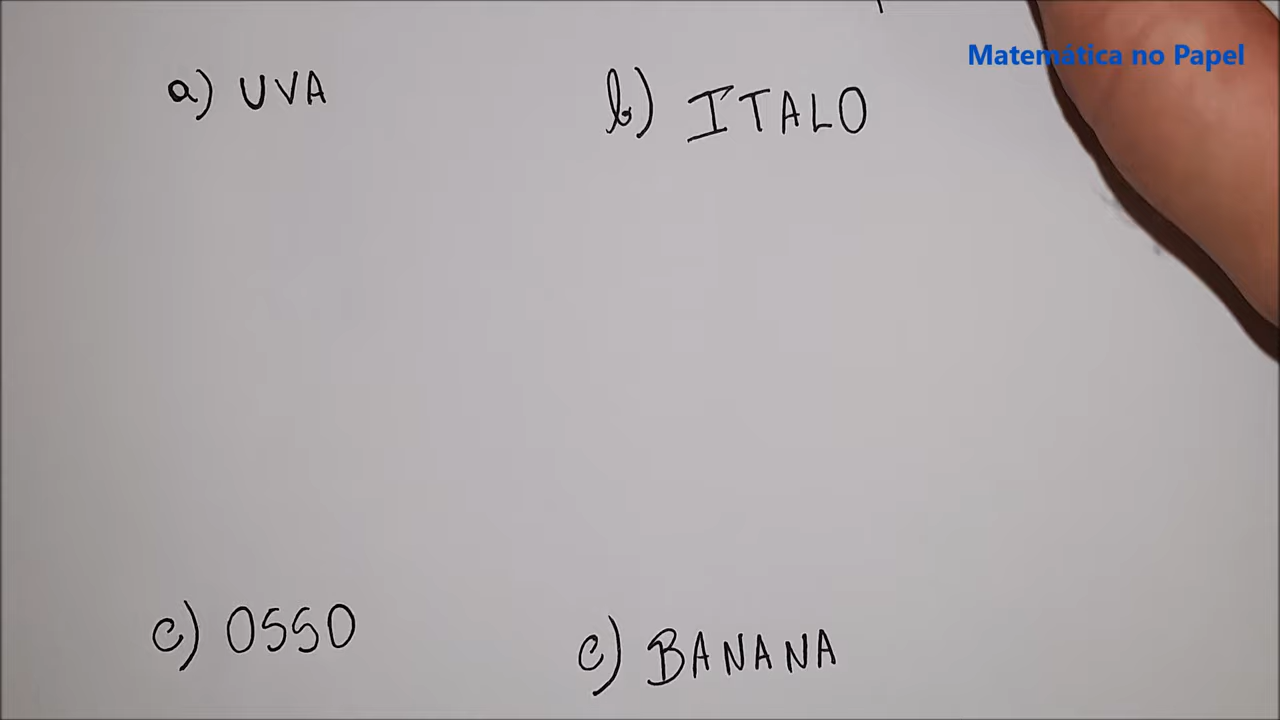 Matemática no Papel
a) UVA
b) ITALO
c) OSSO
c) BANANA